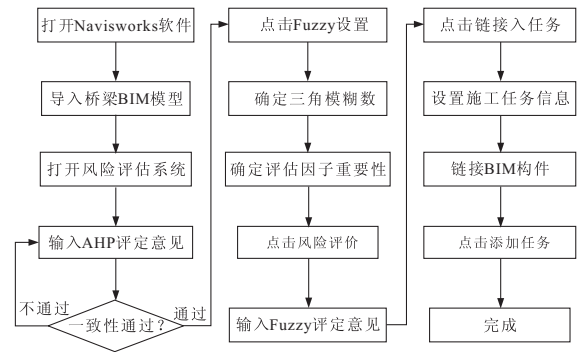 打开Navisworks软件
导入桥梁BIM模型
打开风险评估系统
输入AHP评定意见
不通过
一致性通过?
通过
点击Fuzzy设置
确定三角模糊数
确定评估因子重要性
点击风险评价
输入Fuzzy评定意见
点击链接入任务
设置施工任务信息
链接BIM构件
点击添加任务
完成